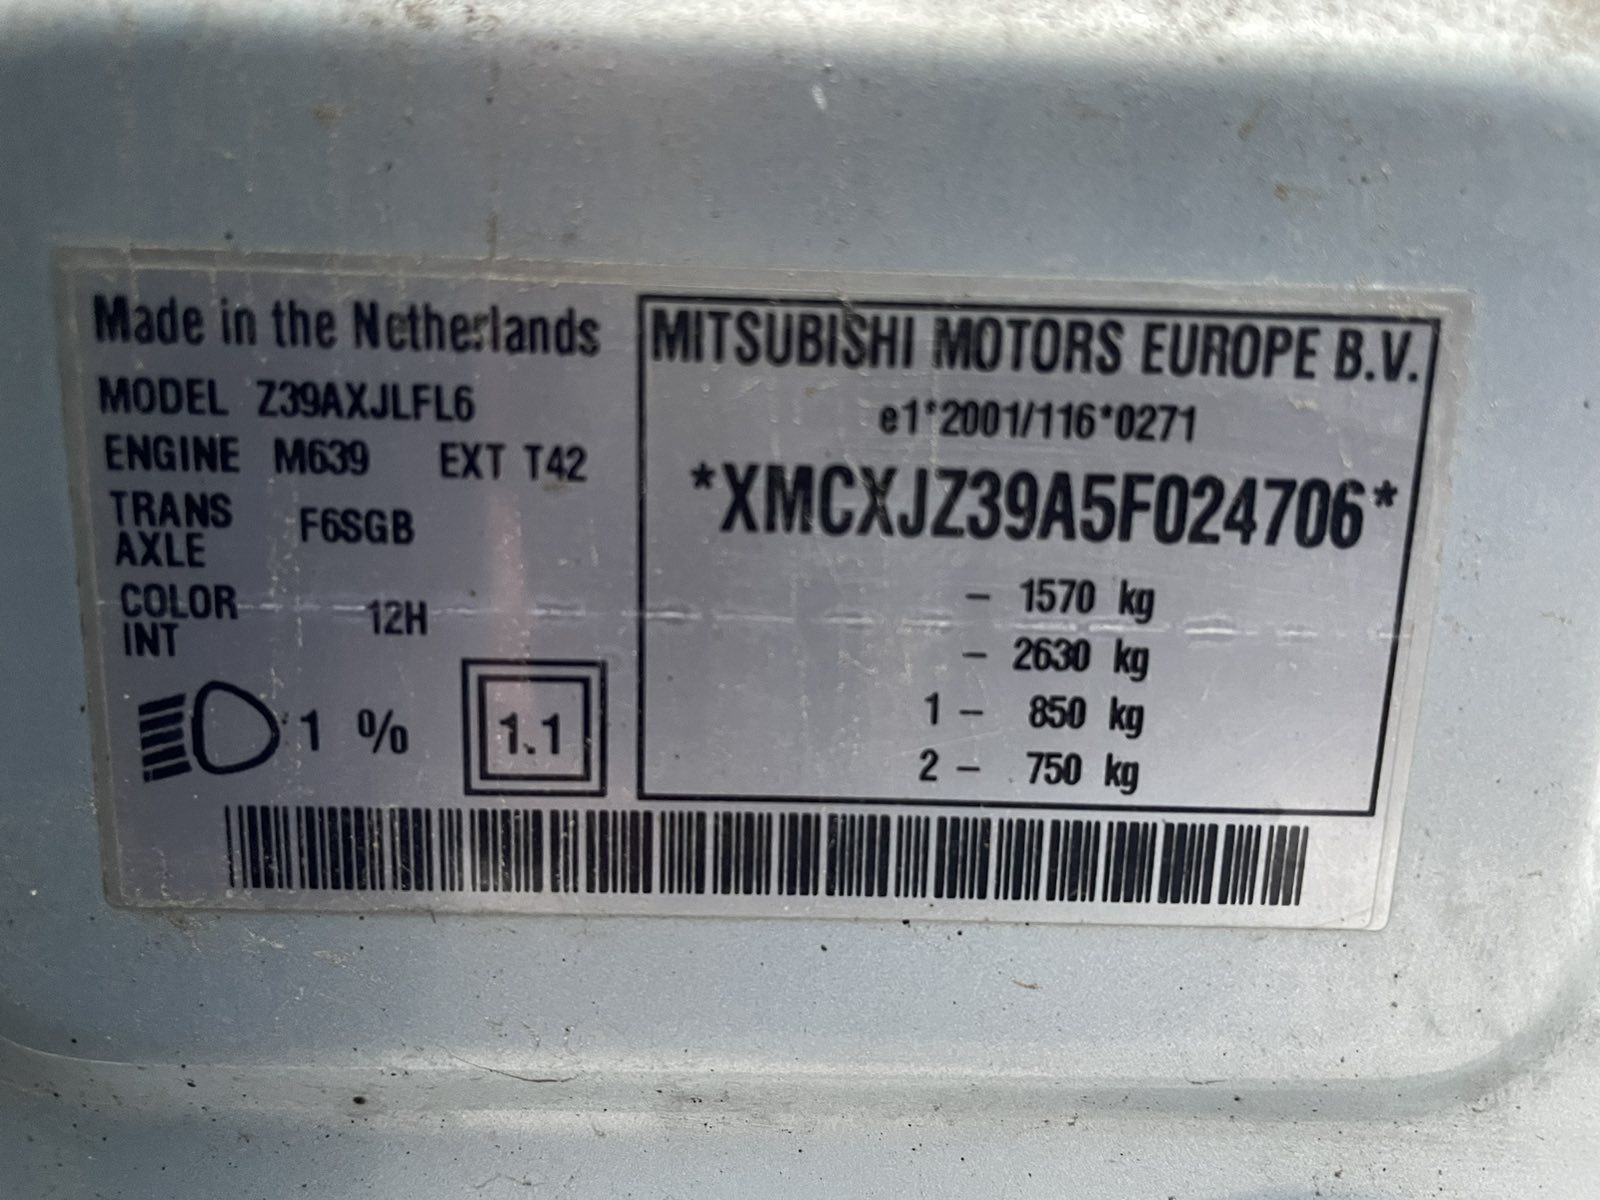 Made in the Netherlands
MODEL Z39AXJLFL6
ENGINE M639 EXT T42
TRANS
AXLE F6SGB
COLOR
INT 12H
1 %
1.1
MITSUBISHI MOTORS EUROPE B.V.
e1*2001/116*0271
*XMCXJZ39A5F024706*
- 1570 kg
- 2630 kg
1 - 850 kg
2 - 750 kg